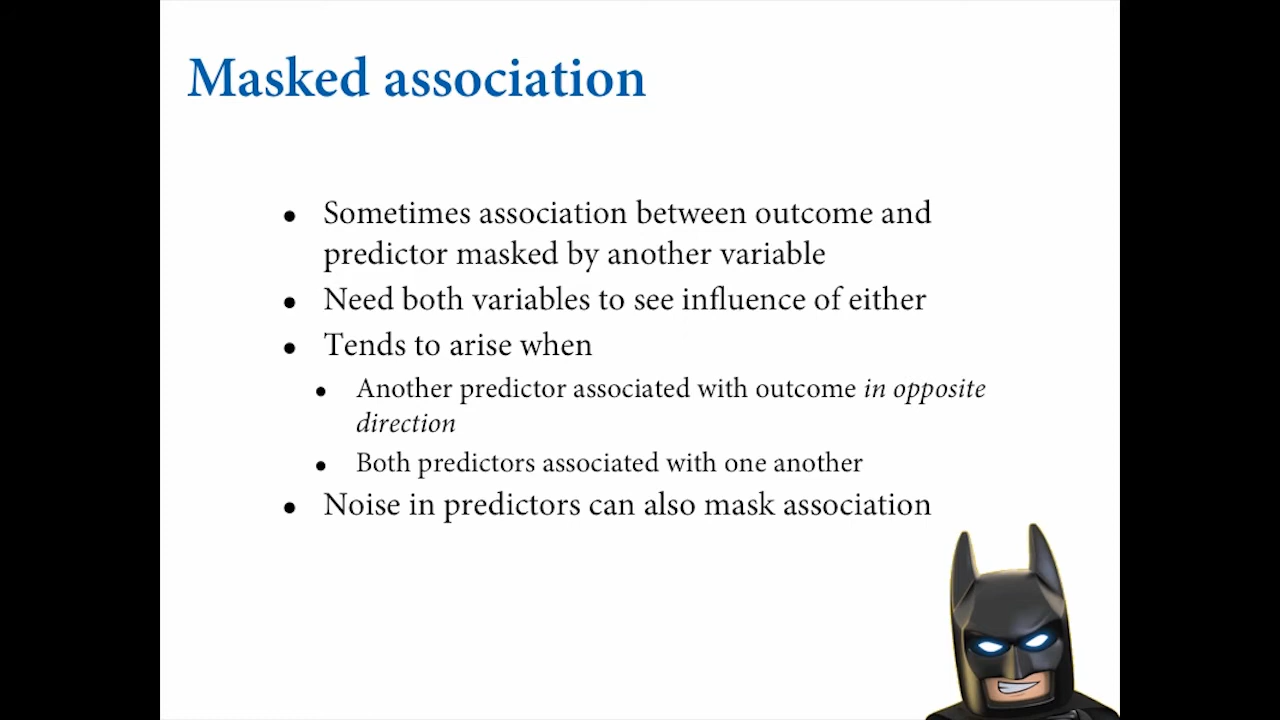 Masked association
• Sometimes association between outcome and
predictor masked by another variable
• Need both variables to see influence of either
• Tends to arise when
• Another predictor associated with outcome in opposite
direction
• Both predictors associated with one another
• Noise in predictors can also mask association